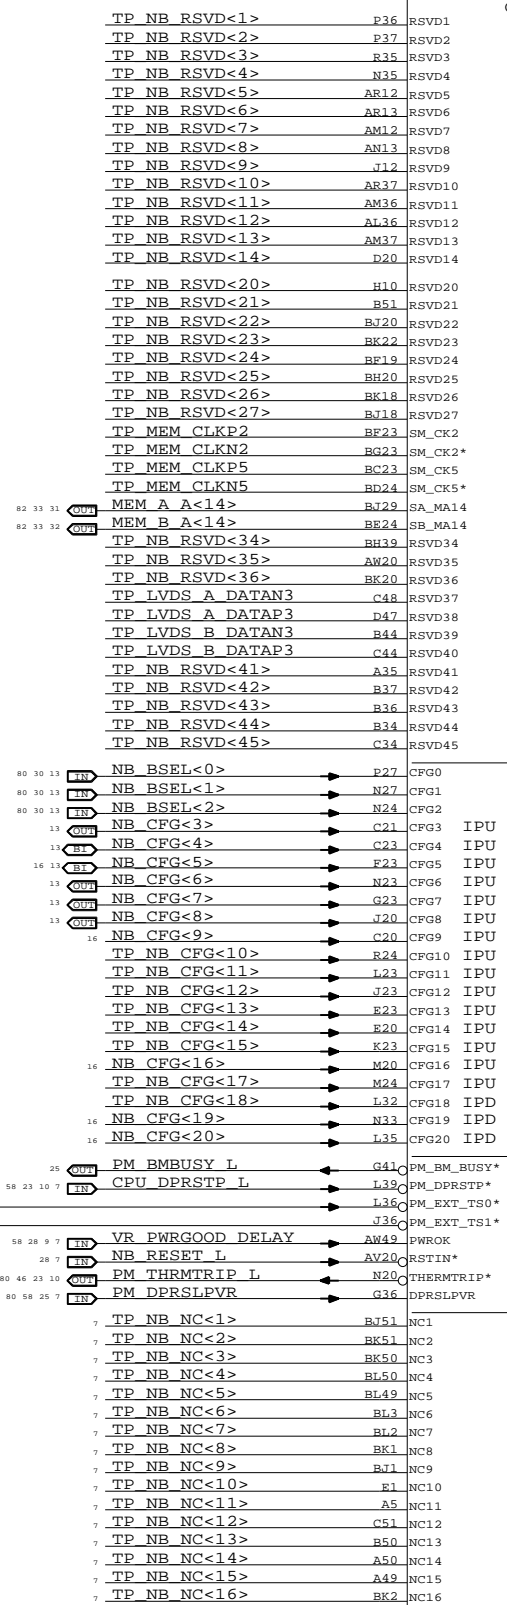 TP_NB_RSVD<1> P36 RSVD1
TP_NB_RSVD<2> P37 RSVD2
TP_NB_RSVD<3> R35 RSVD3
TP_NB_RSVD<4> N35 RSVD4
TP_NB_RSVD<5> AR12 RSVD5
TP_NB_RSVD<6> AR13 RSVD6
TP_NB_RSVD<7> AM12 RSVD7
TP_NB_RSVD<8> AN13 RSVD8
TP_NB_RSVD<9> J12 RSVD9
TP_NB_RSVD<10> AR37 RSVD10
TP_NB_RSVD<11> AM36 RSVD11
TP_NB_RSVD<12> AL36 RSVD12
TP_NB_RSVD<13> AM37 RSVD13
TP_NB_RSVD<14> D20 RSVD14
TP_NB_RSVD<20> H10 RSVD20
TP_NB_RSVD<21> B51 RSVD21
TP_NB_RSVD<22> BJ20 RSVD22
TP_NB_RSVD<23> BK22 RSVD23
TP_NB_RSVD<24> BF19 RSVD24
TP_NB_RSVD<25> BH20 RSVD25
TP_NB_RSVD<26> BK18 RSVD26
TP_NB_RSVD<27> BJ18 RSVD27
TP_MEM_CLKP2 BF23 SM_CK2
TP_MEM_CLKN2 BG23 SM_CK2*
TP_MEM_CLKP5 BC23 SM_CK5
TP_MEM_CLKN5 BD24 SM_CK5*
82 33 31 OUT MEM_A_A<14> BJ29 SA_MA14
82 33 32 OUT MEM_B_A<14> BE24 SB_MA14
TP_NB_RSVD<34> BH39 RSVD34
TP_NB_RSVD<35> AW20 RSVD35
TP_NB_RSVD<36> BK20 RSVD36
TP_LVDS_A_DATAN3 C48 RSVD37
TP_LVDS_A_DATAP3 D47 RSVD38
TP_LVDS_B_DATAN3 B44 RSVD39
TP_LVDS_B_DATAP3 C44 RSVD40
TP_NB_RSVD<41> A35 RSVD41
TP_NB_RSVD<42> B37 RSVD42
TP_NB_RSVD<43> B36 RSVD43
TP_NB_RSVD<44> B34 RSVD44
TP_NB_RSVD<45> C34 RSVD45
80 30 13 IN NB_BSEL<0> P27 CFG0
80 30 13 IN NB_BSEL<1> N27 CFG1
80 30 13 IN NB_BSEL<2> N24 CFG2
13 OUT NB_CFG<3> C21 CFG3 IPU
13 BI NB_CFG<4> C23 CFG4 IPU
16 13 BI NB_CFG<5> F23 CFG5 IPU
13 OUT NB_CFG<6> N23 CFG6 IPU
13 OUT NB_CFG<7> G23 CFG7 IPU
13 OUT NB_CFG<8> J20 CFG8 IPU
16 NB_CFG<9> C20 CFG9 IPU
TP_NB_CFG<10> R24 CFG10 IPU
TP_NB_CFG<11> L23 CFG11 IPU
TP_NB_CFG<12> J23 CFG12 IPU
TP_NB_CFG<13> E23 CFG13 IPU
TP_NB_CFG<14> E20 CFG14 IPU
TP_NB_CFG<15> K23 CFG15 IPU
16 NB_CFG<16> M20 CFG16 IPU
TP_NB_CFG<17> M24 CFG17 IPU
TP_NB_CFG<18> L32 CFG18 IPD
16 NB_CFG<19> N33 CFG19 IPD
16 NB_CFG<20> L35 CFG20 IPD
25 OUT PM_BMBUSY_L G41 PM_BM_BUSY*
58 23 10 7 IN CPU_DPRSTP_L L39 PM_DPRSTP*
L36 PM_EXT_TS0*
J36 PM_EXT_TS1*
58 28 9 7 IN VR_PWRGOOD_DELAY AW49 PWROK
28 7 IN NB_RESET_L AV20 RSTIN*
80 46 23 10 OUT PM_THRMTRIP_L N20 THERMTRIP*
80 58 25 7 IN PM_DPRSLPVR G36 DPRSLPVR
7 TP_NB_NC<1> BJ51 NC1
7 TP_NB_NC<2> BK51 NC2
7 TP_NB_NC<3> BK50 NC3
7 TP_NB_NC<4> BL50 NC4
7 TP_NB_NC<5> BL49 NC5
7 TP_NB_NC<6> BL3 NC6
7 TP_NB_NC<7> BL2 NC7
7 TP_NB_NC<8> BK1 NC8
7 TP_NB_NC<9> BJ1 NC9
7 TP_NB_NC<10> E1 NC10
7 TP_NB_NC<11> A5 NC11
7 TP_NB_NC<12> C51 NC12
7 TP_NB_NC<13> B50 NC13
7 TP_NB_NC<14> A50 NC14
7 TP_NB_NC<15> A49 NC15
7 TP_NB_NC<16> BK2 NC16